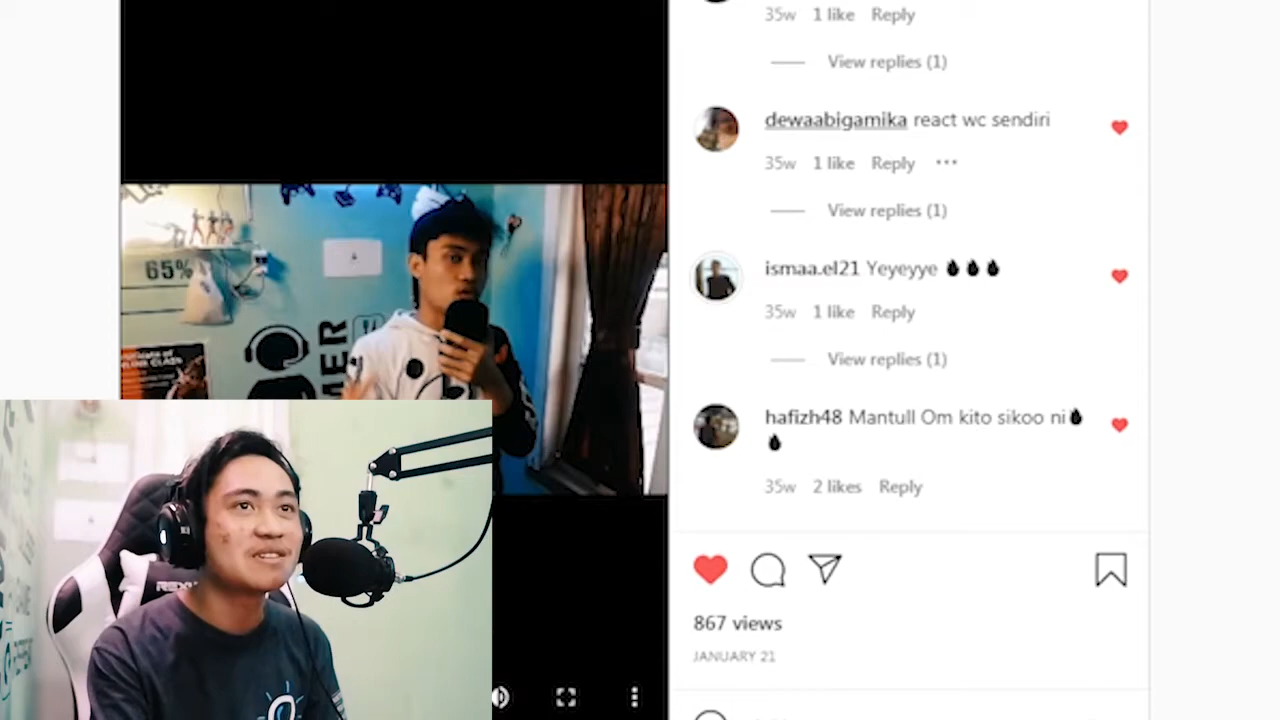 35w 1 like Reply
View replies (1)
dewaabigamika react wc sendiri
35w 1 like Reply •••
View replies (1)
ismaa.el21 Yeyeyye
35w 1 like Reply
View replies (1)
hafizh48 Mantull Om kito sikoo ni
35w 2 likes Reply
867 views
JANUARY 21
65%